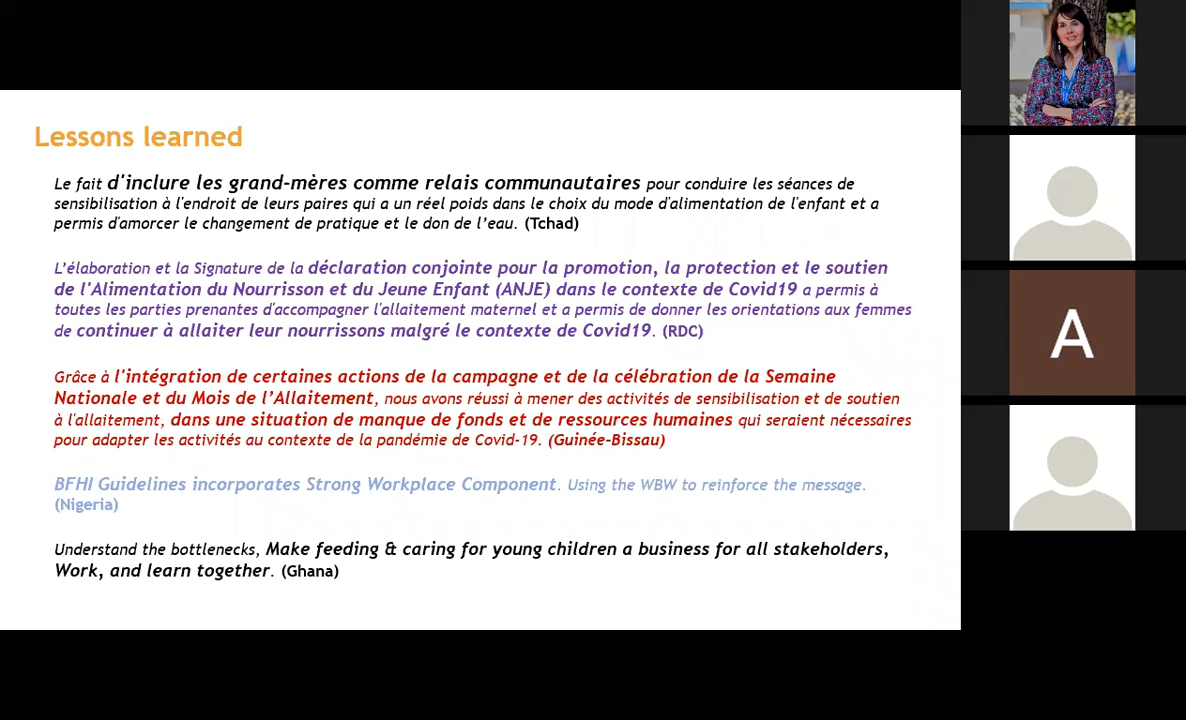 Lessons learned
Le fait d'inclure les grand-mères comme relais communautaires pour conduire les séances de
sensibilisation à l'endroit de leurs paires qui a un réel poids dans le choix du mode d'alimentation de l'enfant et a
permis d'amorcer le changement de pratique et le don de l’eau. (Tchad)
L’élaboration et la Signature de la déclaration conjointe pour la promotion, la protection et le soutien
de l'Alimentation du Nourrisson et du Jeune Enfant (ANJE) dans le contexte de Covid19 a permis à
toutes les parties prenantes d'accompagner l'allaitement maternel et a permis de donner les orientations aux femmes
de continuer à allaiter leur nourrissons malgré le contexte de Covid19. (RDC)
Grâce à l'intégration de certaines actions de la campagne et de la célébration de la Semaine
Nationale et du Mois de l’Allaitement, nous avons réussi à mener des activités de sensibilisation et de soutien
à l'allaitement, dans une situation de manque de fonds et de ressources humaines qui seraient nécessaires
pour adapter les activités au contexte de la pandémie de Covid-19. (Guinée-Bissau)
BFHI Guidelines incorporates Strong Workplace Component. Using the WBW to reinforce the message.
(Nigeria)
Understand the bottlenecks, Make feeding & caring for young children a business for all stakeholders,
Work, and learn together. (Ghana)
A